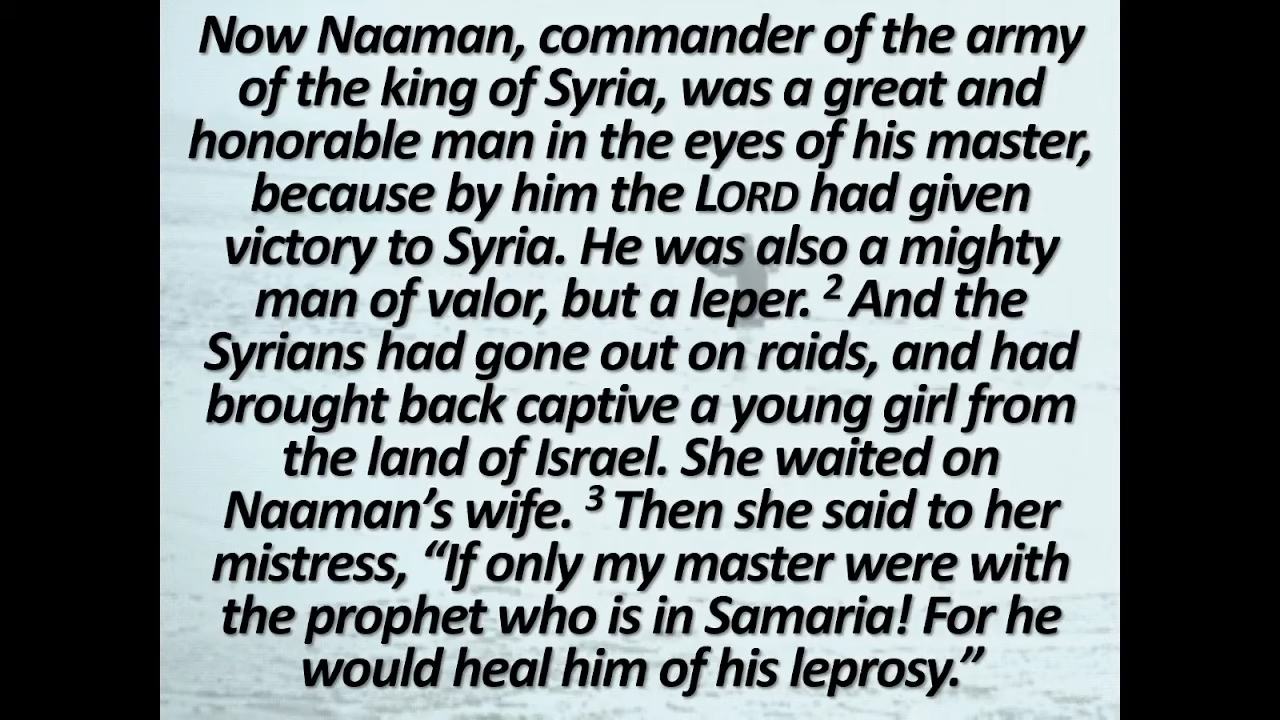 Now Naaman, commander of the army
of the king of Syria, was a great and
honorable man in the eyes of his master,
because by him the LORD had given
victory to Syria. He was also a mighty
man of valor, but a leper. ² And the
Syrians had gone out on raids, and had
brought back captive a young girl from
the land of Israel. She waited on
Naaman’s wife. ³ Then she said to her
mistress, “If only my master were with
the prophet who is in Samaria! For he
would heal him of his leprosy.”